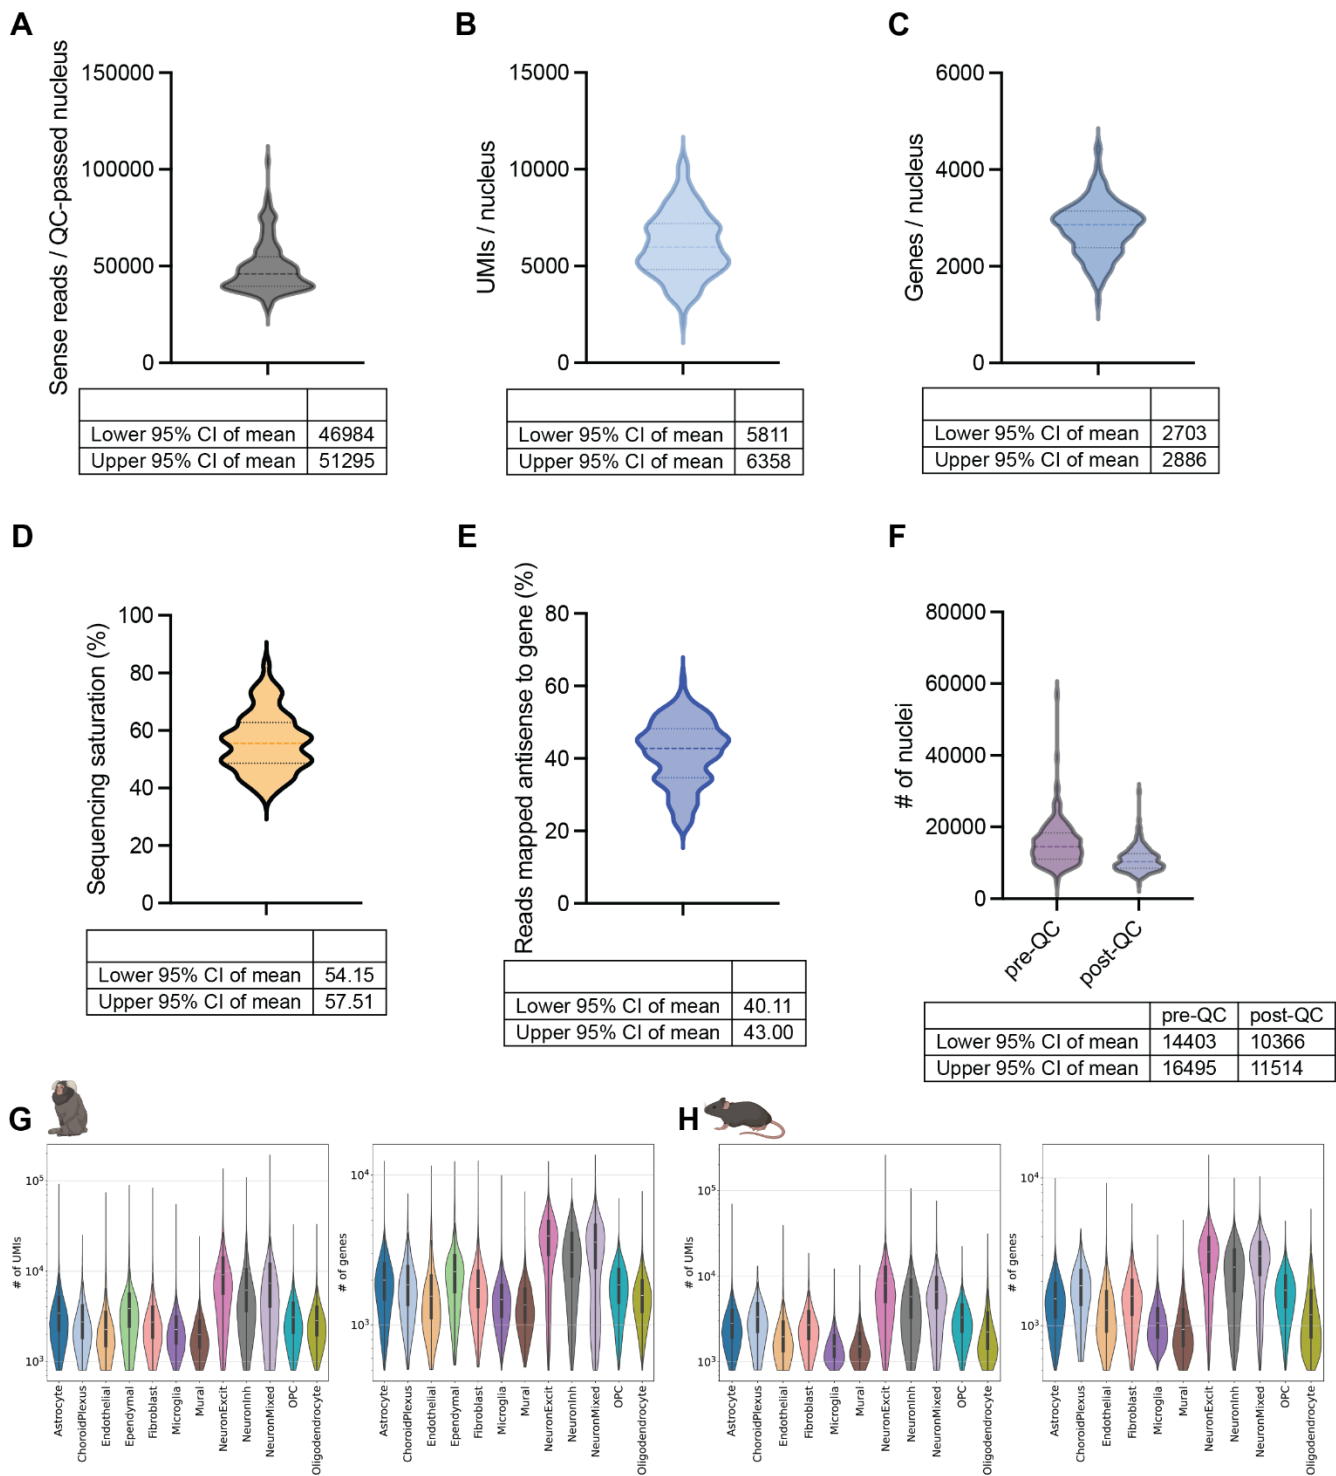 A
B
C
Sense reads / QC-passed nucleus
150000
100000
50000
0
UMIs / nucleus
15000
10000
5000
0
Genes / nucleus
6000
4000
2000
0
Lower 95% CI of mean 46984
Upper 95% CI of mean 51295
Lower 95% CI of mean 5811
Upper 95% CI of mean 6358
Lower 95% CI of mean 2703
Upper 95% CI of mean 2886
D
E
F
Sequencing saturation (%)
100
80
60
40
20
0
Reads mapped antisense to gene (%)
80
60
40
20
0
# of nuclei
80000
60000
40000
20000
0
pre-QC
post-QC
Lower 95% CI of mean 54.15
Upper 95% CI of mean 57.51
Lower 95% CI of mean 40.11
Upper 95% CI of mean 43.00
pre-QC post-QC
Lower 95% CI of mean 14403 10366
Upper 95% CI of mean 16495 11514
G
# of UMIs
10⁵
10⁴
10³
Astrocyte
ChoroidPlexus
Endothelial
Ependymal
Fibroblast
Microglia
Mural
NeuronExcit
NeuronInh
NeuronMixed
OPC
Oligodendrocyte
# of genes
10⁴
10³
Astrocyte
ChoroidPlexus
Endothelial
Ependymal
Fibroblast
Microglia
Mural
NeuronExcit
NeuronInh
NeuronMixed
OPC
Oligodendrocyte
H
# of UMIs
10⁵
10⁴
10³
Astrocyte
ChoroidPlexus
Endothelial
Fibroblast
Microglia
Mural
NeuronExcit
NeuronInh
NeuronMixed
OPC
Oligodendrocyte
# of genes
10⁴
10³
Astrocyte
ChoroidPlexus
Endothelial
Fibroblast
Microglia
Mural
NeuronExcit
NeuronInh
NeuronMixed
OPC
Oligodendrocyte